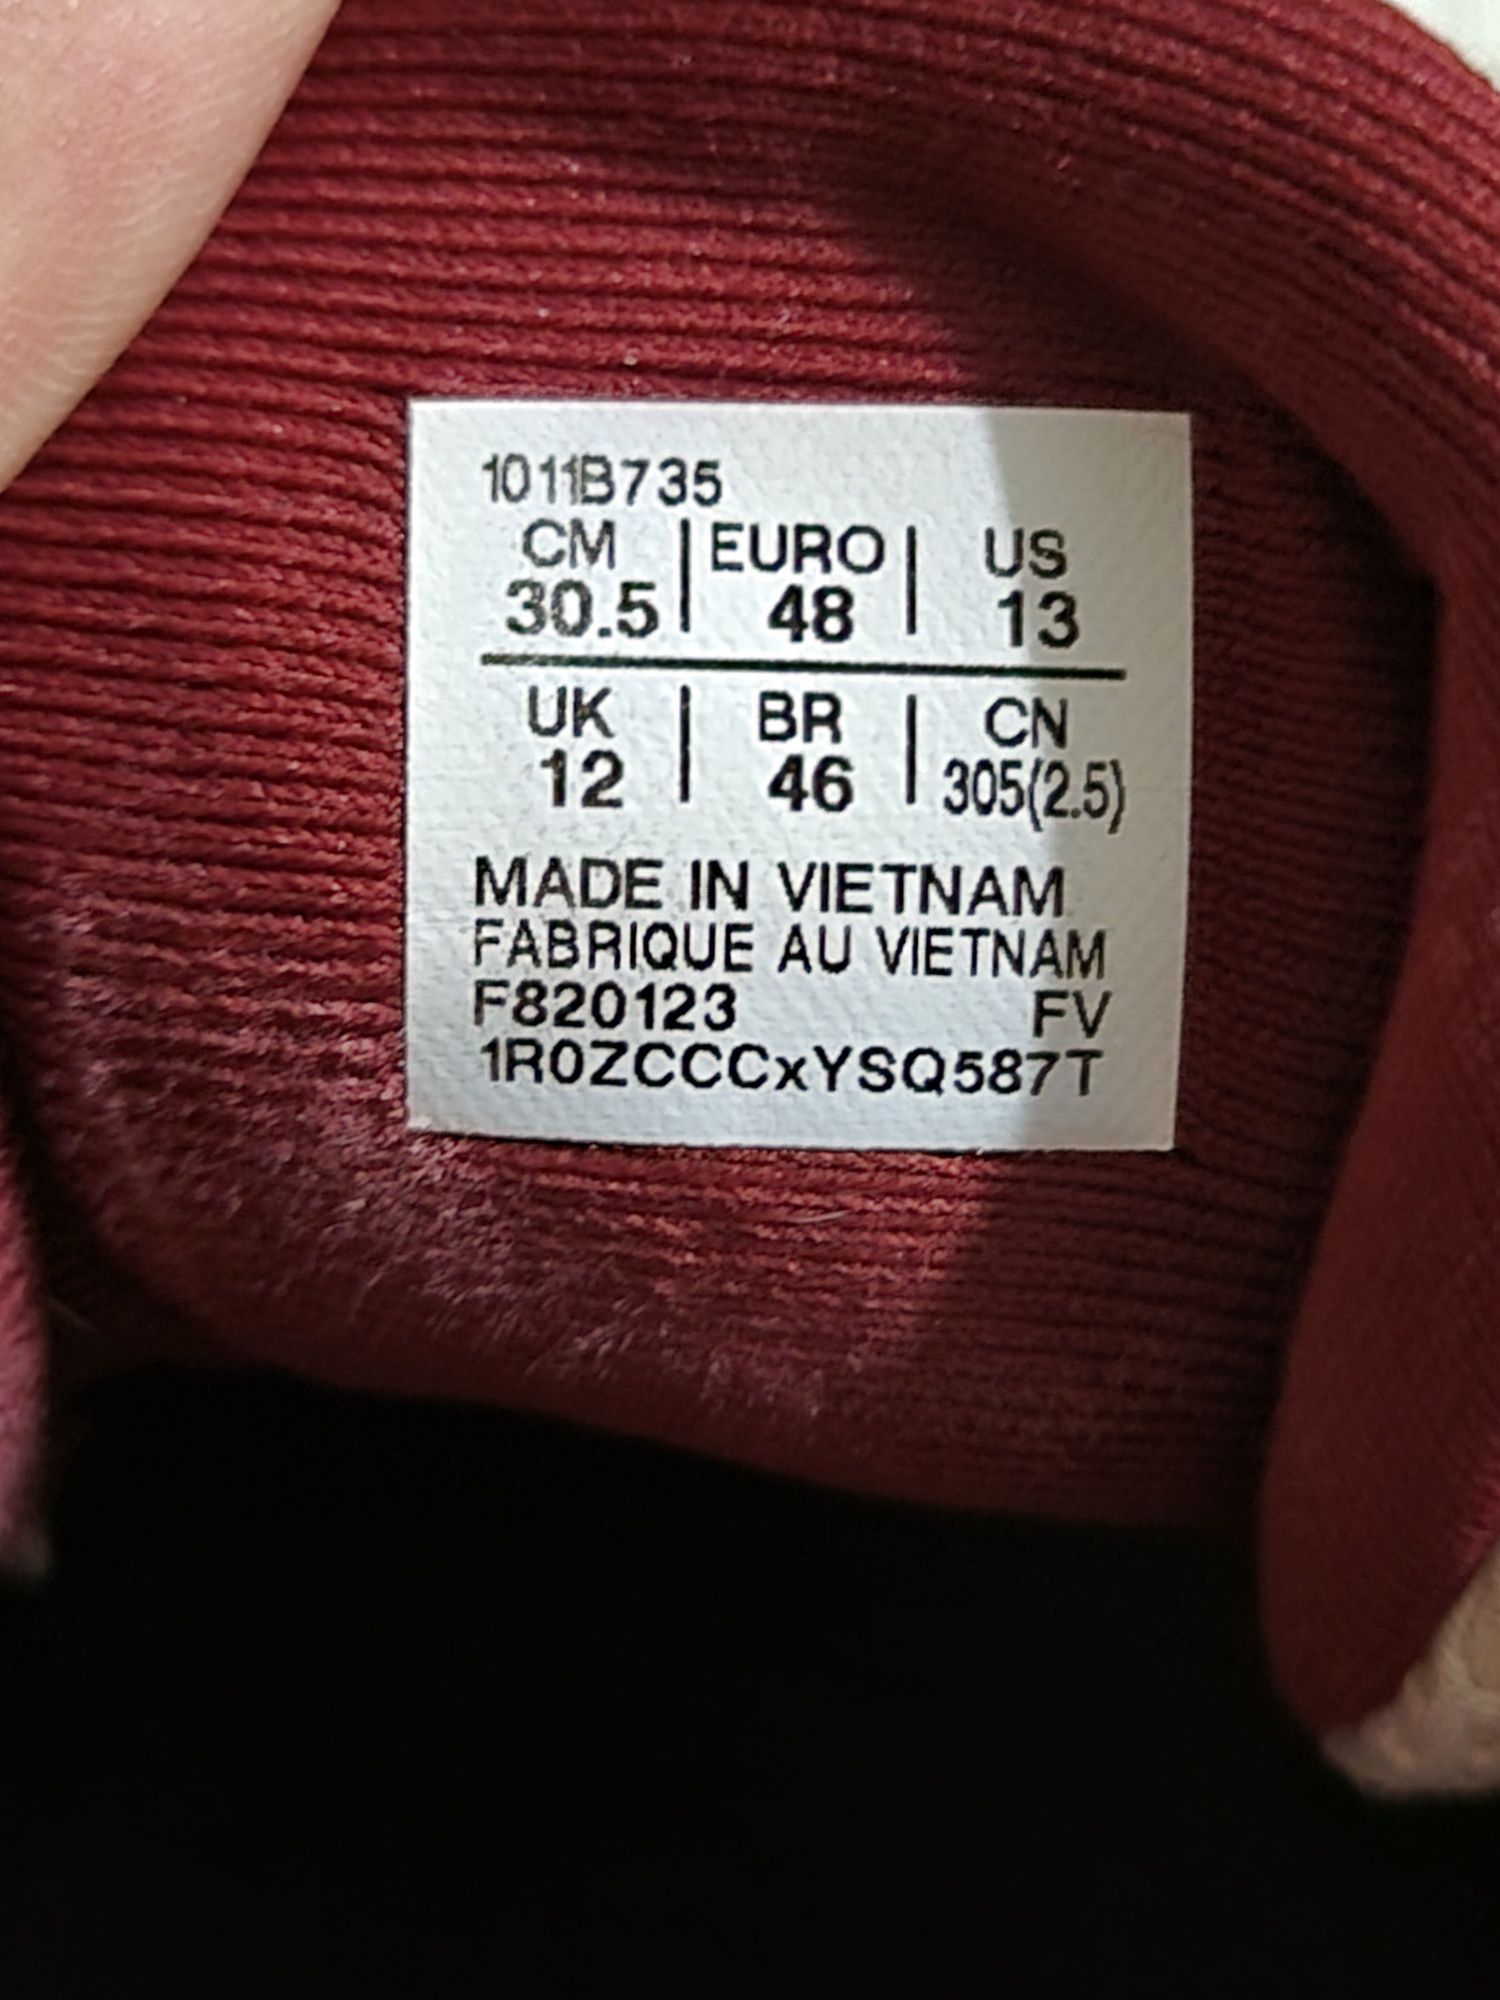 1011B735
CM | EURO | US
30.5 | 48 | 13
UK | BR | CN
12 | 46 | 305(2.5)
MADE IN VIETNAM
FABRIQUE AU VIETNAM
F820123 FV
1R0ZCCCxYSQ587T